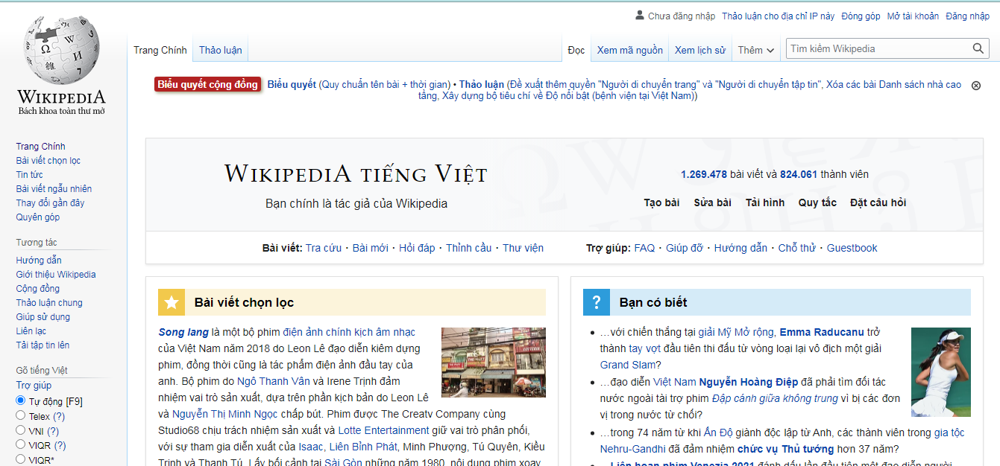 Chưa đăng nhập Thảo luận cho địa chỉ IP này Đóng góp Mở tài khoản Đăng nhập
WIKIPEDIA
Bách khoa toàn thư mở
Trang Chính Thảo luận Đọc Xem mã nguồn Xem lịch sử Thêm Tìm kiếm Wikipedia
Biểu quyết cộng đồng Biểu quyết (Quy chuẩn tên bài + thời gian) • Thảo luận (Đề xuất thêm quyền "Người di chuyển trang" và "Người di chuyển tập tin", Xóa các bài Danh sách nhà cao
tầng, Xây dựng bộ tiêu chí về Độ nổi bật (bệnh viện tại Việt Nam))
Trang Chính
Bài viết chọn lọc
Tin tức
Bài viết ngẫu nhiên
Thay đổi gần đây
Quyên góp
Tương tác
Hướng dẫn
Giới thiệu Wikipedia
Cộng đồng
Thảo luận chung
Giúp sử dụng
Liên lạc
Tải tập tin lên
Gõ tiếng Việt
Trợ giúp
Tự động [F9]
Telex (?)
VNI (?)
VIQR (?)
VIQR*
WIKIPEDIA TIẾNG VIỆT
Bạn chính là tác giả của Wikipedia
1.269.478 bài viết và 824.061 thành viên
Tạo bài Sửa bài Tải hình Quy tắc Đặt câu hỏi
Bài viết: Tra cứu · Bài mới · Hỏi đáp · Thỉnh cầu · Thư viện
Trợ giúp: FAQ · Giúp đỡ · Hướng dẫn · Chỗ thử · Guestbook
Bài viết chọn lọc
Song lang là một bộ phim điện ảnh chính kịch âm nhạc
của Việt Nam năm 2018 do Leon Lê đạo diễn kiêm dựng
phim, đồng thời cũng là tác phẩm điện ảnh đầu tay của
anh. Bộ phim do Ngô Thanh Vân và Irene Trịnh đảm
nhiệm vai trò sản xuất, dựa trên phần kịch bản do Leon Lê
và Nguyễn Thị Minh Ngọc chấp bút. Phim được The Creatv Company cùng
Studio68 chịu trách nhiệm sản xuất và Lotte Entertainment giữ vai trò phân phối,
với sự tham gia diễn xuất của Isaac, Liên Bỉnh Phát, Minh Phượng, Tú Quyên, Kiều
Trinh và Thanh Tú. Lấy bối cảnh tại Sài Gòn những năm 1980, nội dung phim xoay
Bạn có biết
• …với chiến thắng tại giải Mỹ Mở rộng, Emma Raducanu trở
thành tay vợt đầu tiên thi đấu từ vòng loại lại vô địch một giải
Grand Slam?
• …đạo diễn Việt Nam Nguyễn Hoàng Điệp đã phải tìm đối tác
nước ngoài tài trợ phim Đập cánh giữa không trung vì bị các đơn
vị trong nước từ chối?
• …trong 74 năm từ khi Ấn Độ giành độc lập từ Anh, các thành viên trong gia tộc
Nehru-Gandhi đã đảm nhiệm chức vụ Thủ tướng hơn 37 năm?
• …Liên hoan phim Venezia 2021 đánh dấu lần đầu tiên một đạo diễn người